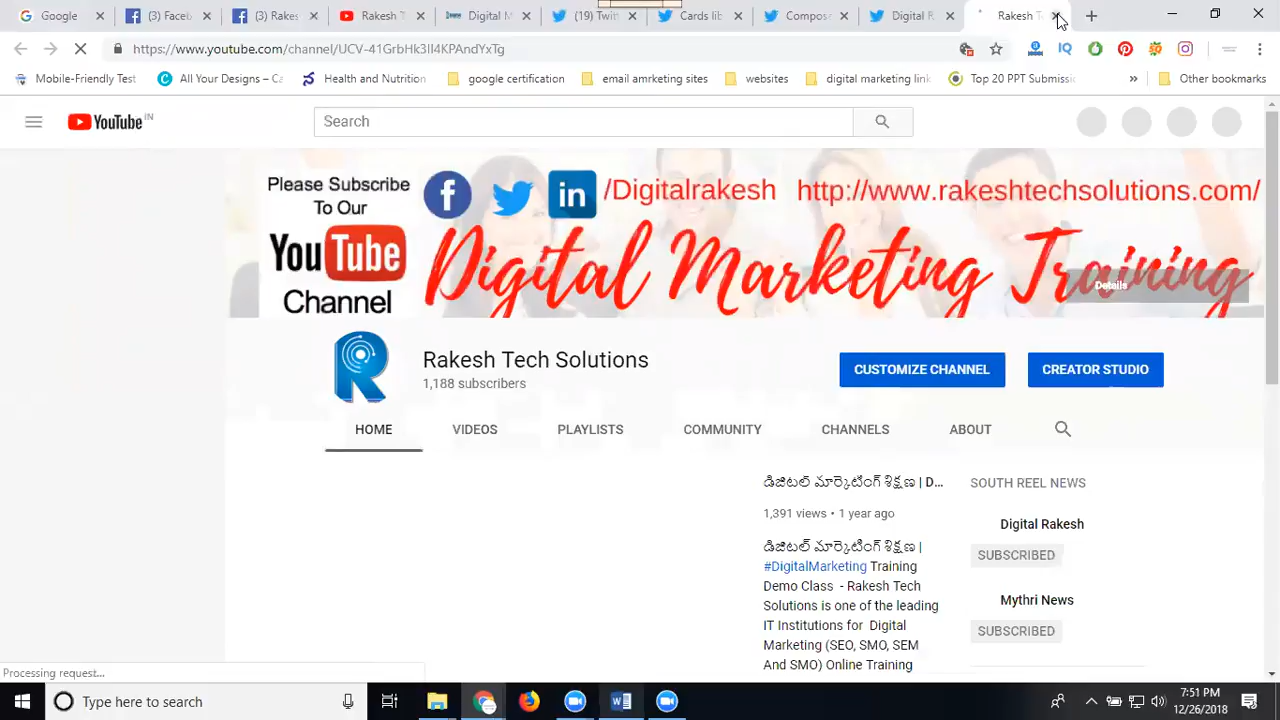 Google
(3) Faceb
(3) Rakes
Rakesh
Digital M
(19) Twit
Cards lib
Compos
Digital R
Rakesh T
https://www.youtube.com/channel/UCV-41GrbHk3II4KPAndYxTg
Mobile-Friendly Test
All Your Designs – Ca
Health and Nutrition
google certification
email amrketing sites
websites
digital marketing link
Top 20 PPT Submissi
»
Other bookmarks
YouTube IN
Search
Please Subscribe
To Our
YouTube
Channel
/Digitalrakesh
http://www.rakeshtechsolutions.com/
Digital Marketing Training
Details
Rakesh Tech Solutions
1,188 subscribers
CUSTOMIZE CHANNEL
CREATOR STUDIO
HOME
VIDEOS
PLAYLISTS
COMMUNITY
CHANNELS
ABOUT
డిజిటల్ మార్కెటింగ్ శిక్షణ | D...
1,391 views • 1 year ago
డిజిటల్ మార్కెటింగ్ శిక్షణ |
#DigitalMarketing Training
Demo Class - Rakesh Tech
Solutions is one of the leading
IT Institutions for Digital
Marketing (SEO, SMO, SEM
And SMO) Online Training
SOUTH REEL NEWS
Digital Rakesh
SUBSCRIBED
Mythri News
SUBSCRIBED
Processing request...
Type here to search
7:51 PM
12/26/2018